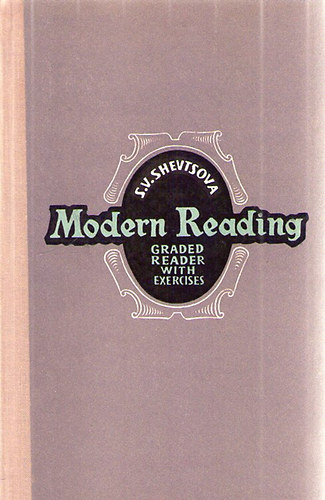 S.V. SHEVTSOVA
Modern Reading
GRADED
READER
WITH
EXERCISES